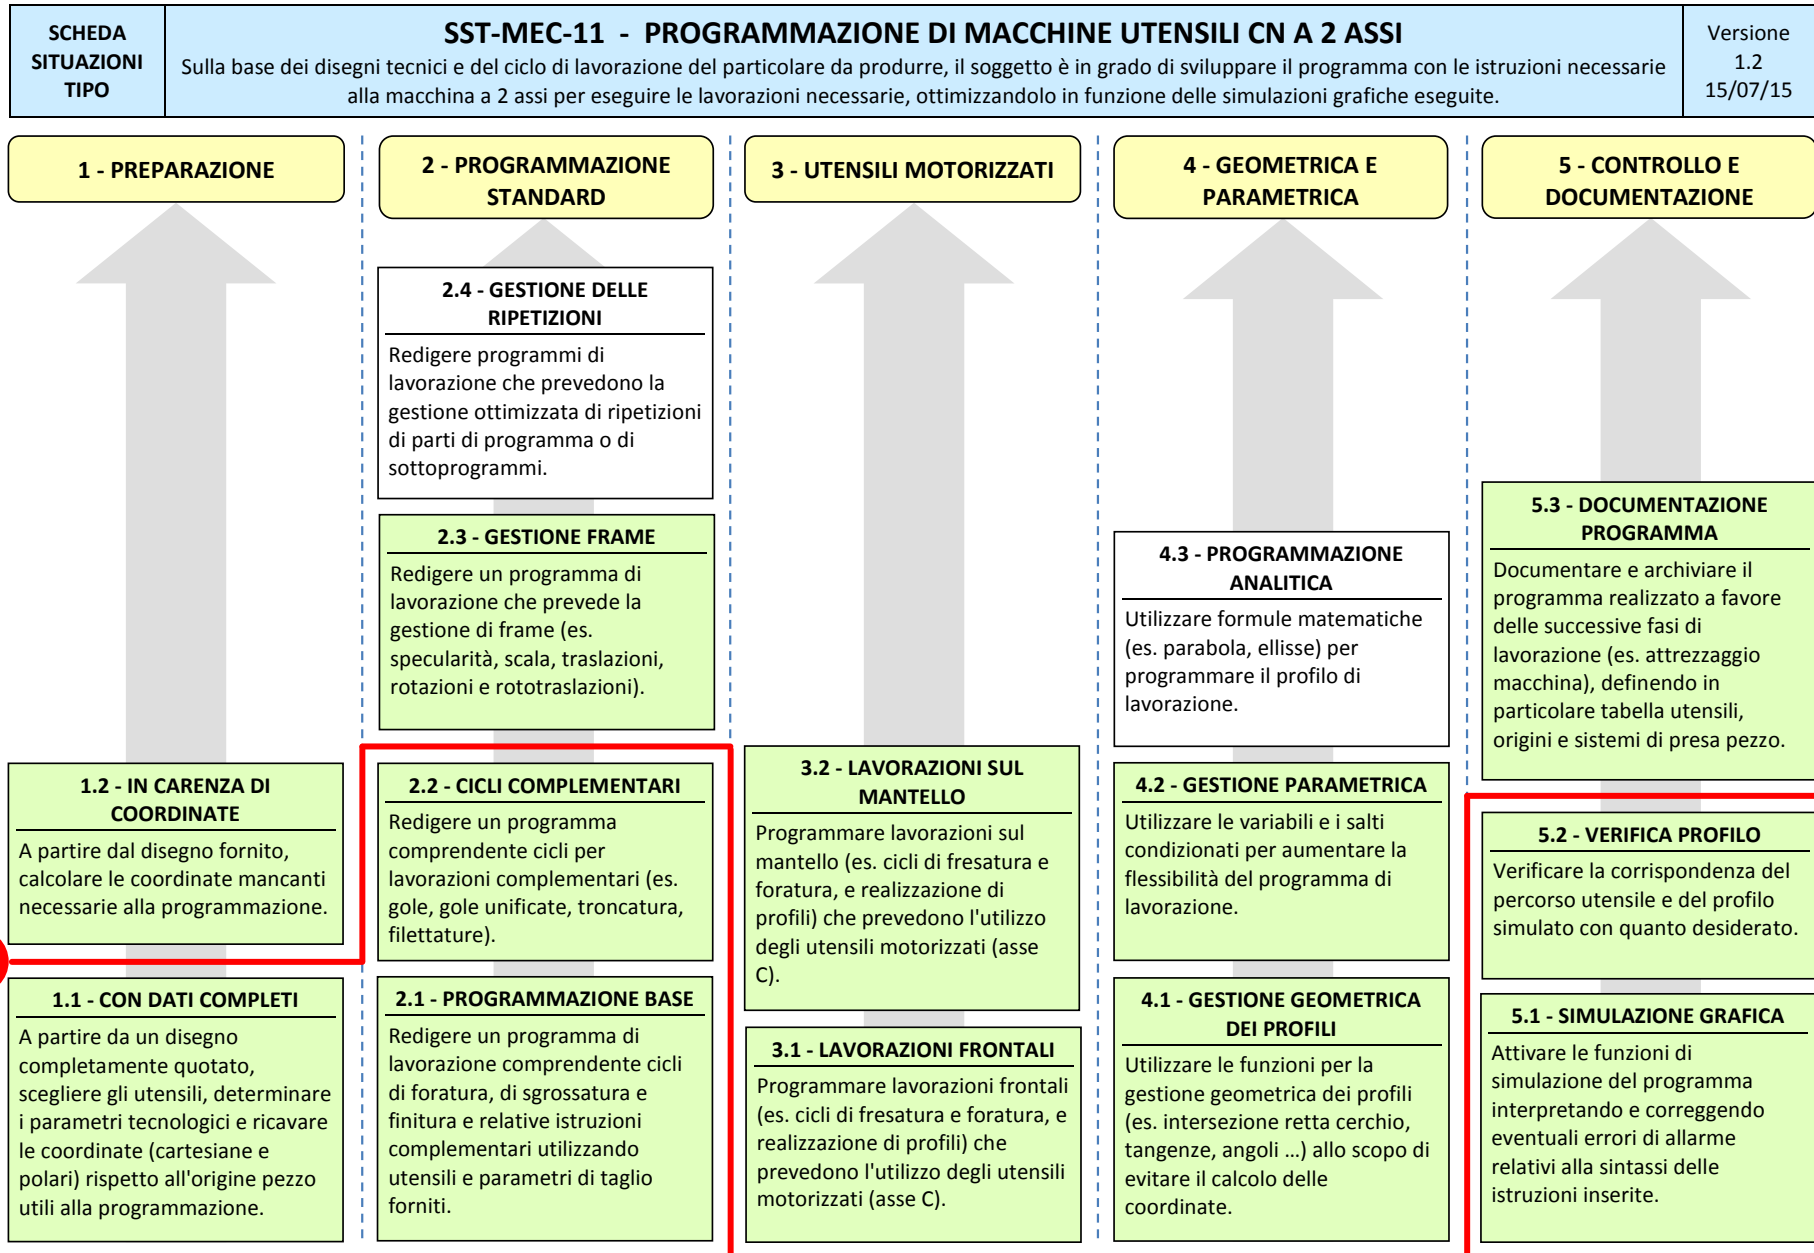 SCHEDA
SITUAZIONI
TIPO
SST-MEC-11 - PROGRAMMAZIONE DI MACCHINE UTENSILI CN A 2 ASSI
Sulla base dei disegni tecnici e del ciclo di lavorazione del particolare da produrre, il soggetto è in grado di sviluppare il programma con le istruzioni necessarie
alla macchina a 2 assi per eseguire le lavorazioni necessarie, ottimizzandolo in funzione delle simulazioni grafiche eseguite.
Versione
1.2
15/07/15
1 - PREPARAZIONE
1.2 - IN CARENZA DI
COORDINATE
A partire dal disegno fornito,
calcolare le coordinate mancanti
necessarie alla programmazione.
1.1 - CON DATI COMPLETI
A partire da un disegno
completamente quotato,
scegliere gli utensili, determinare
i parametri tecnologici e ricavare
le coordinate (cartesiane e
polari) rispetto all'origine pezzo
utili alla programmazione.
2 - PROGRAMMAZIONE
STANDARD
2.4 - GESTIONE DELLE
RIPETIZIONI
Redigere programmi di
lavorazione che prevedono la
gestione ottimizzata di ripetizioni
di parti di programma o di
sottoprogrammi.
2.3 - GESTIONE FRAME
Redigere un programma di
lavorazione che prevede la
gestione di frame (es.
specularità, scala, traslazioni,
rotazioni e rototraslazioni).
2.2 - CICLI COMPLEMENTARI
Redigere un programma
comprendente cicli per
lavorazioni complementari (es.
gole, gole unificate, troncatura,
filettature).
2.1 - PROGRAMMAZIONE BASE
Redigere un programma di
lavorazione comprendente cicli
di foratura, di sgrossatura e
finitura e relative istruzioni
complementari utilizzando
utensili e parametri di taglio
forniti.
3 - UTENSILI MOTORIZZATI
3.2 - LAVORAZIONI SUL
MANTELLO
Programmare lavorazioni sul
mantello (es. cicli di fresatura e
foratura, e realizzazione di
profili) che prevedono l'utilizzo
degli utensili motorizzati (asse
C).
3.1 - LAVORAZIONI FRONTALI
Programmare lavorazioni frontali
(es. cicli di fresatura e foratura, e
realizzazione di profili) che
prevedono l'utilizzo degli utensili
motorizzati (asse C).
4 - GEOMETRICA E
PARAMETRICA
4.3 - PROGRAMMAZIONE
ANALITICA
Utilizzare formule matematiche
(es. parabola, ellisse) per
programmare il profilo di
lavorazione.
4.2 - GESTIONE PARAMETRICA
Utilizzare le variabili e i salti
condizionati per aumentare la
flessibilità del programma di
lavorazione.
4.1 - GESTIONE GEOMETRICA
DEI PROFILI
Utilizzare le funzioni per la
gestione geometrica dei profili
(es. intersezione retta cerchio,
tangenze, angoli ...) allo scopo di
evitare il calcolo delle
coordinate.
5 - CONTROLLO E
DOCUMENTAZIONE
5.3 - DOCUMENTAZIONE
PROGRAMMA
Documentare e archiviare il
programma realizzato a favore
delle successive fasi di
lavorazione (es. attrezzaggio
macchina), definendo in
particolare tabella utensili,
origini e sistemi di presa pezzo.
5.2 - VERIFICA PROFILO
Verificare la corrispondenza del
percorso utensile e del profilo
simulato con quanto desiderato.
5.1 - SIMULAZIONE GRAFICA
Attivare le funzioni di
simulazione del programma
interpretando e correggendo
eventuali errori di allarme
relativi alla sintassi delle
istruzioni inserite.